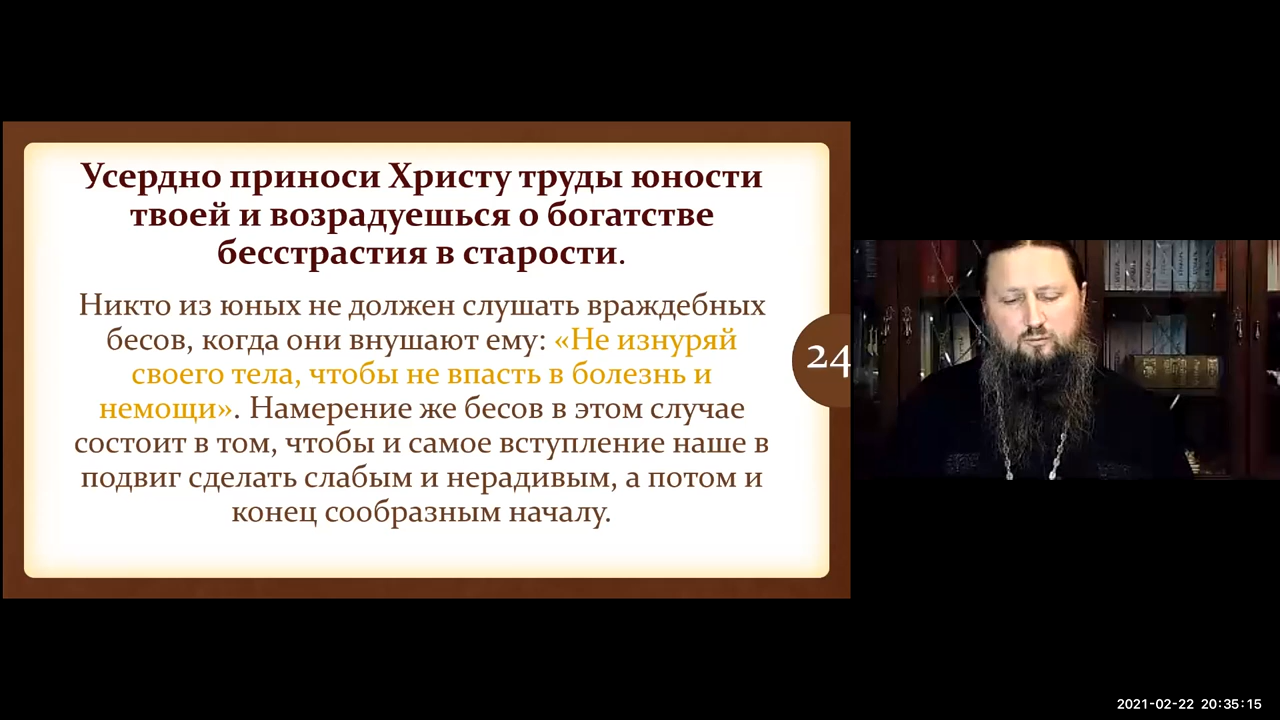 Усердно приноси Христу труды юности
твоей и возрадуешься о богатстве
бесстрастия в старости.
Никто из юных не должен слушать враждебных
бесов, когда они внушают ему: «Не изнуряй
своего тела, чтобы не впасть в болезнь и
немощи». Намерение же бесов в этом случае
состоит в том, чтобы и самое вступление наше в
подвиг сделать слабым и нерадивым, а потом и
конец сообразным началу.
24
2021-02-22 20:35:15